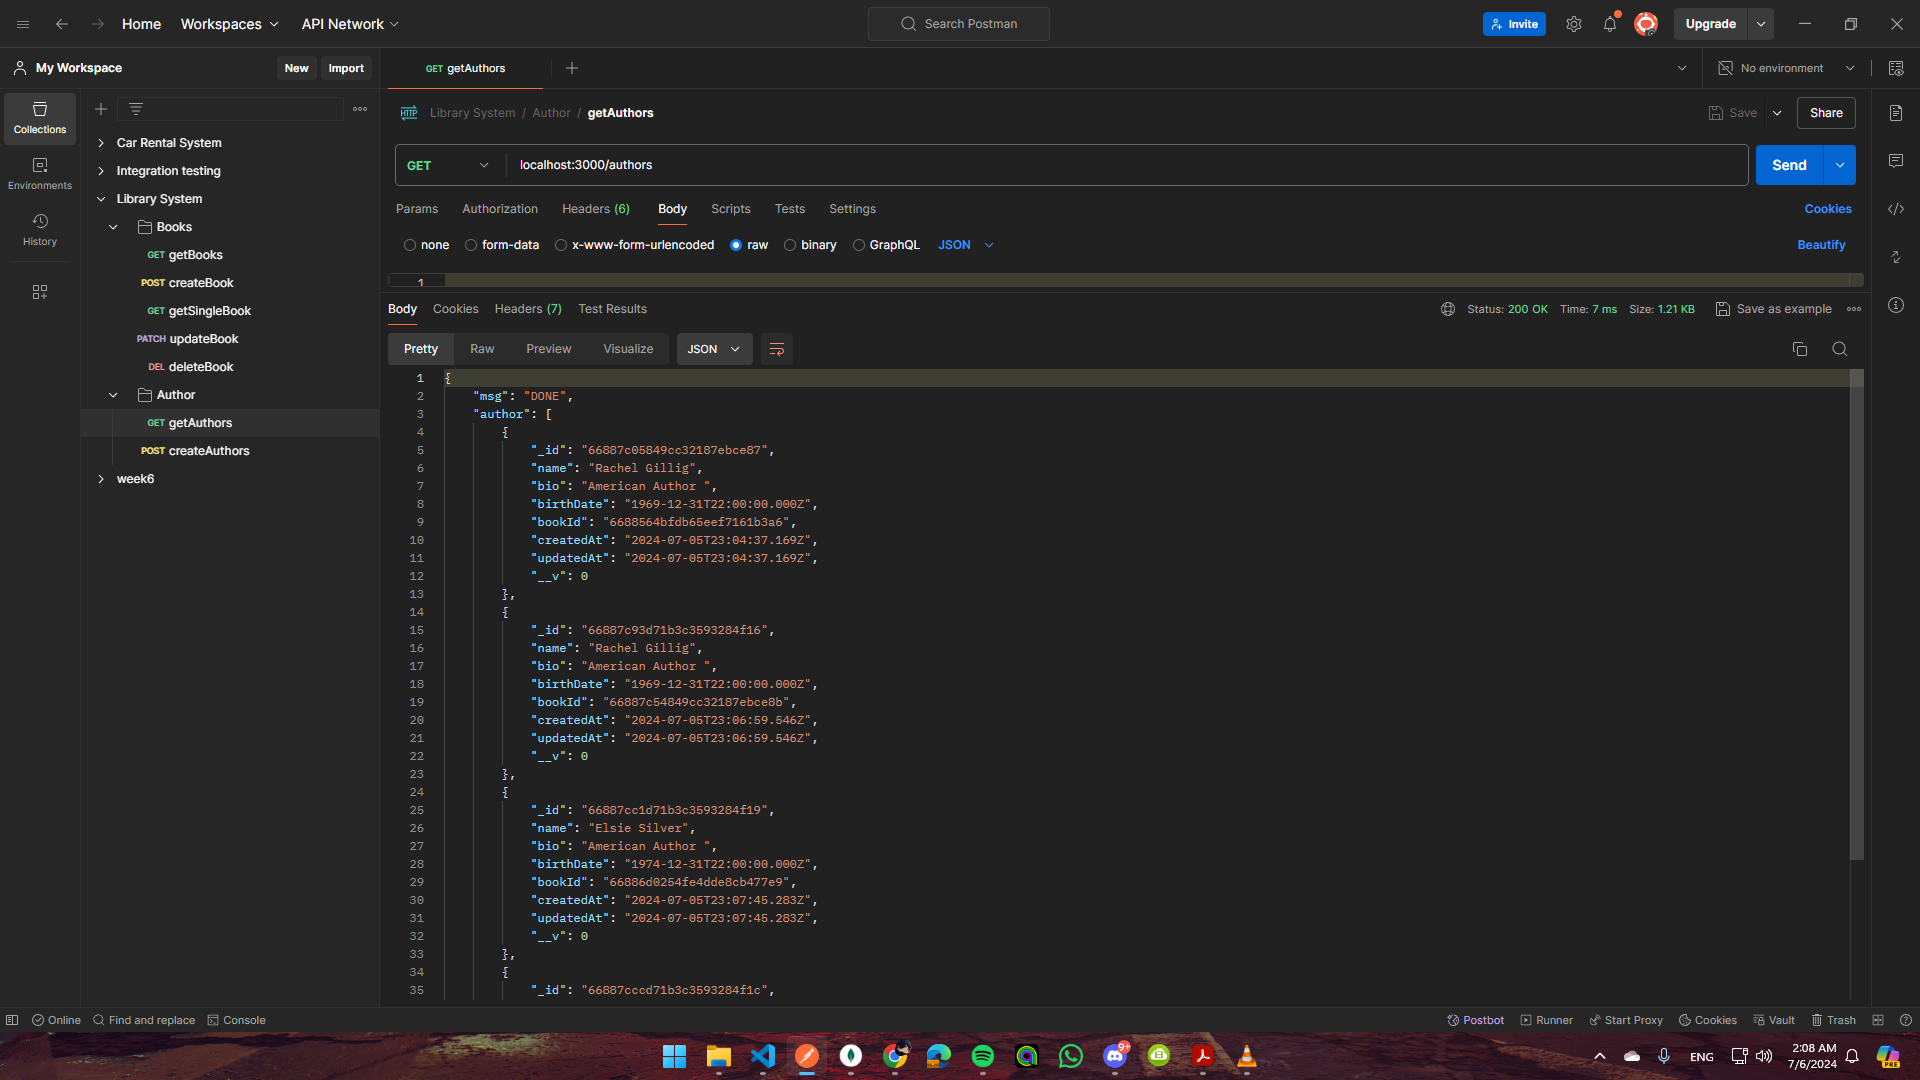 Home
Workspaces
API Network
Search Postman
Invite
Upgrade
My Workspace
New
Import
GET getAuthors
No environment
Collections
Environments
History
Car Rental System
Integration testing
Library System
Books
GET getBooks
POST createBook
GET getSingleBook
PATCH updateBook
DEL deleteBook
Author
GET getAuthors
POST createAuthors
week6
HTTP Library System / Author / getAuthors
Save
Share
GET localhost:3000/authors
Send
Params Authorization Headers (6) Body Scripts Tests Settings
Cookies
none form-data x-www-form-urlencoded raw binary GraphQL JSON
Beautify
1
Body Cookies Headers (7) Test Results
Status: 200 OK Time: 7 ms Size: 1.21 KB
Save as example
Pretty Raw Preview Visualize JSON
1 {
2 "msg": "DONE",
3 "author": [
4 {
5 "_id": "66887c05849cc32187ebce87",
6 "name": "Rachel Gillig",
7 "bio": "American Author ",
8 "birthDate": "1969-12-31T22:00:00.000Z",
9 "bookId": "6688564bfdb65eef7161b3a6",
10 "createdAt": "2024-07-05T23:04:37.169Z",
11 "updatedAt": "2024-07-05T23:04:37.169Z",
12 "__v": 0
13 },
14 {
15 "_id": "66887c93d71b3c3593284f16",
16 "name": "Rachel Gillig",
17 "bio": "American Author ",
18 "birthDate": "1969-12-31T22:00:00.000Z",
19 "bookId": "66887c54849cc32187ebce8b",
20 "createdAt": "2024-07-05T23:06:59.546Z",
21 "updatedAt": "2024-07-05T23:06:59.546Z",
22 "__v": 0
23 },
24 {
25 "_id": "66887cc1d71b3c3593284f19",
26 "name": "Elsie Silver",
27 "bio": "American Author ",
28 "birthDate": "1974-12-31T22:00:00.000Z",
29 "bookId": "66886d0254fe4dde8cb477e9",
30 "createdAt": "2024-07-05T23:07:45.283Z",
31 "updatedAt": "2024-07-05T23:07:45.283Z",
32 "__v": 0
33 },
34 {
35 "_id": "66887cccd71b3c3593284f1c",
Online
Find and replace
Console
Postbot
Runner
Start Proxy
Cookies
Vault
Trash
9+
ENG
2:08 AM
7/6/2024
PRE